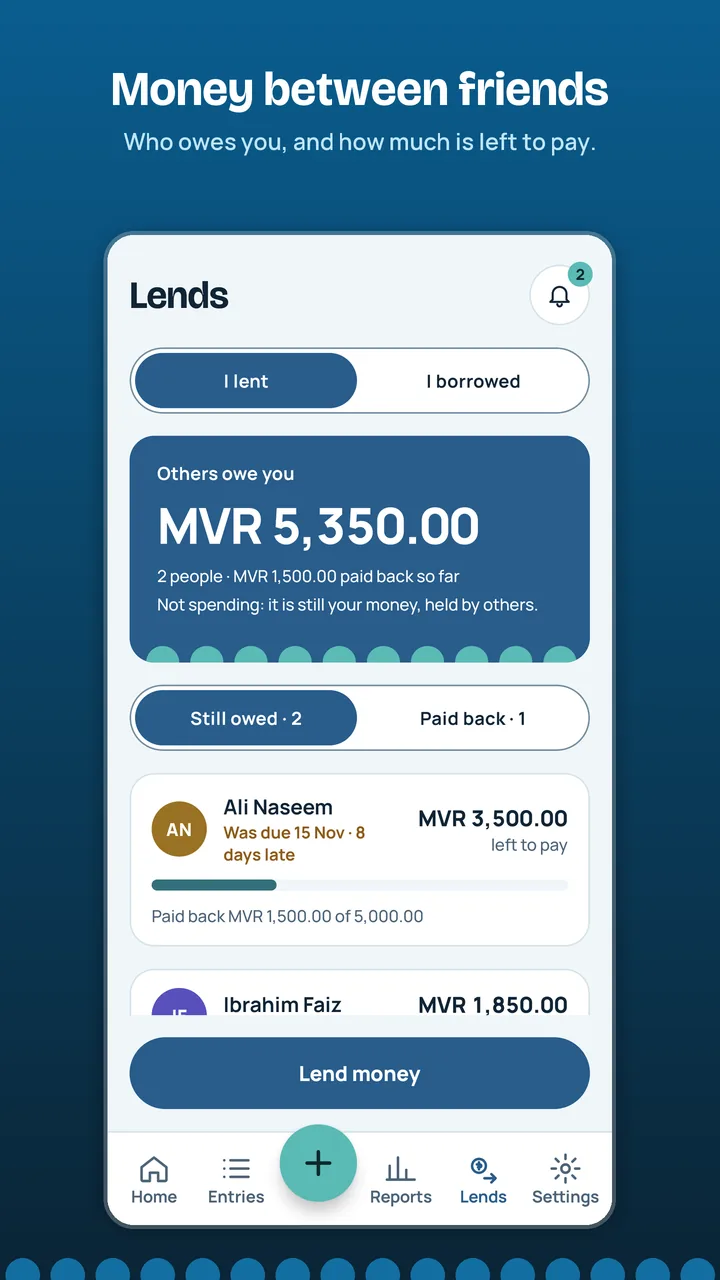 Money between friends
Who owes you, and how much is left to pay.
Lends
2
I lent
I borrowed
Others owe you
MVR 5,350.00
2 people · MVR 1,500.00 paid back so far
Not spending: it is still your money, held by others.
Still owed · 2
Paid back · 1
AN
Ali Naseem
MVR 3,500.00
Was due 15 Nov · 8
days late
left to pay
Paid back MVR 1,500.00 of 5,000.00
Ibrahim Faiz
MVR 1,850.00
Lend money
Home
Entries
Reports
Lends
Settings